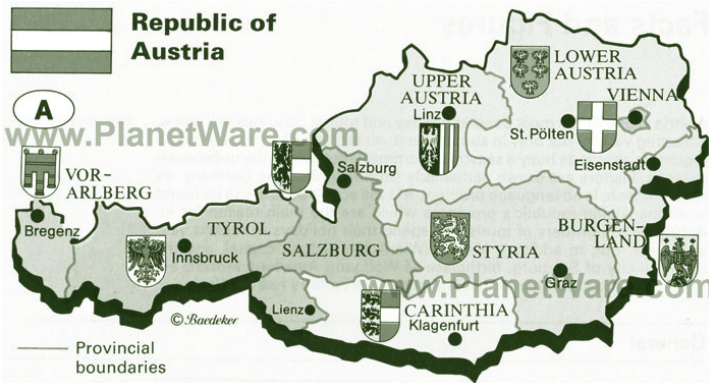 Republic of
Austria
A
www.PlanetWare.com
UPPER
AUSTRIA
Linz
LOWER
AUSTRIA
VIENNA
St.Pölten
Eisenstadt
VOR-
ARLBERG
Bregenz
Salzburg
TYROL
Innsbruck
SALZBURG
STYRIA
BURGEN-
LAND
Graz
www.PlanetWare.com
Lienz
CARINTHIA
Klagenfurt
©Baedeker
Provincial
boundaries